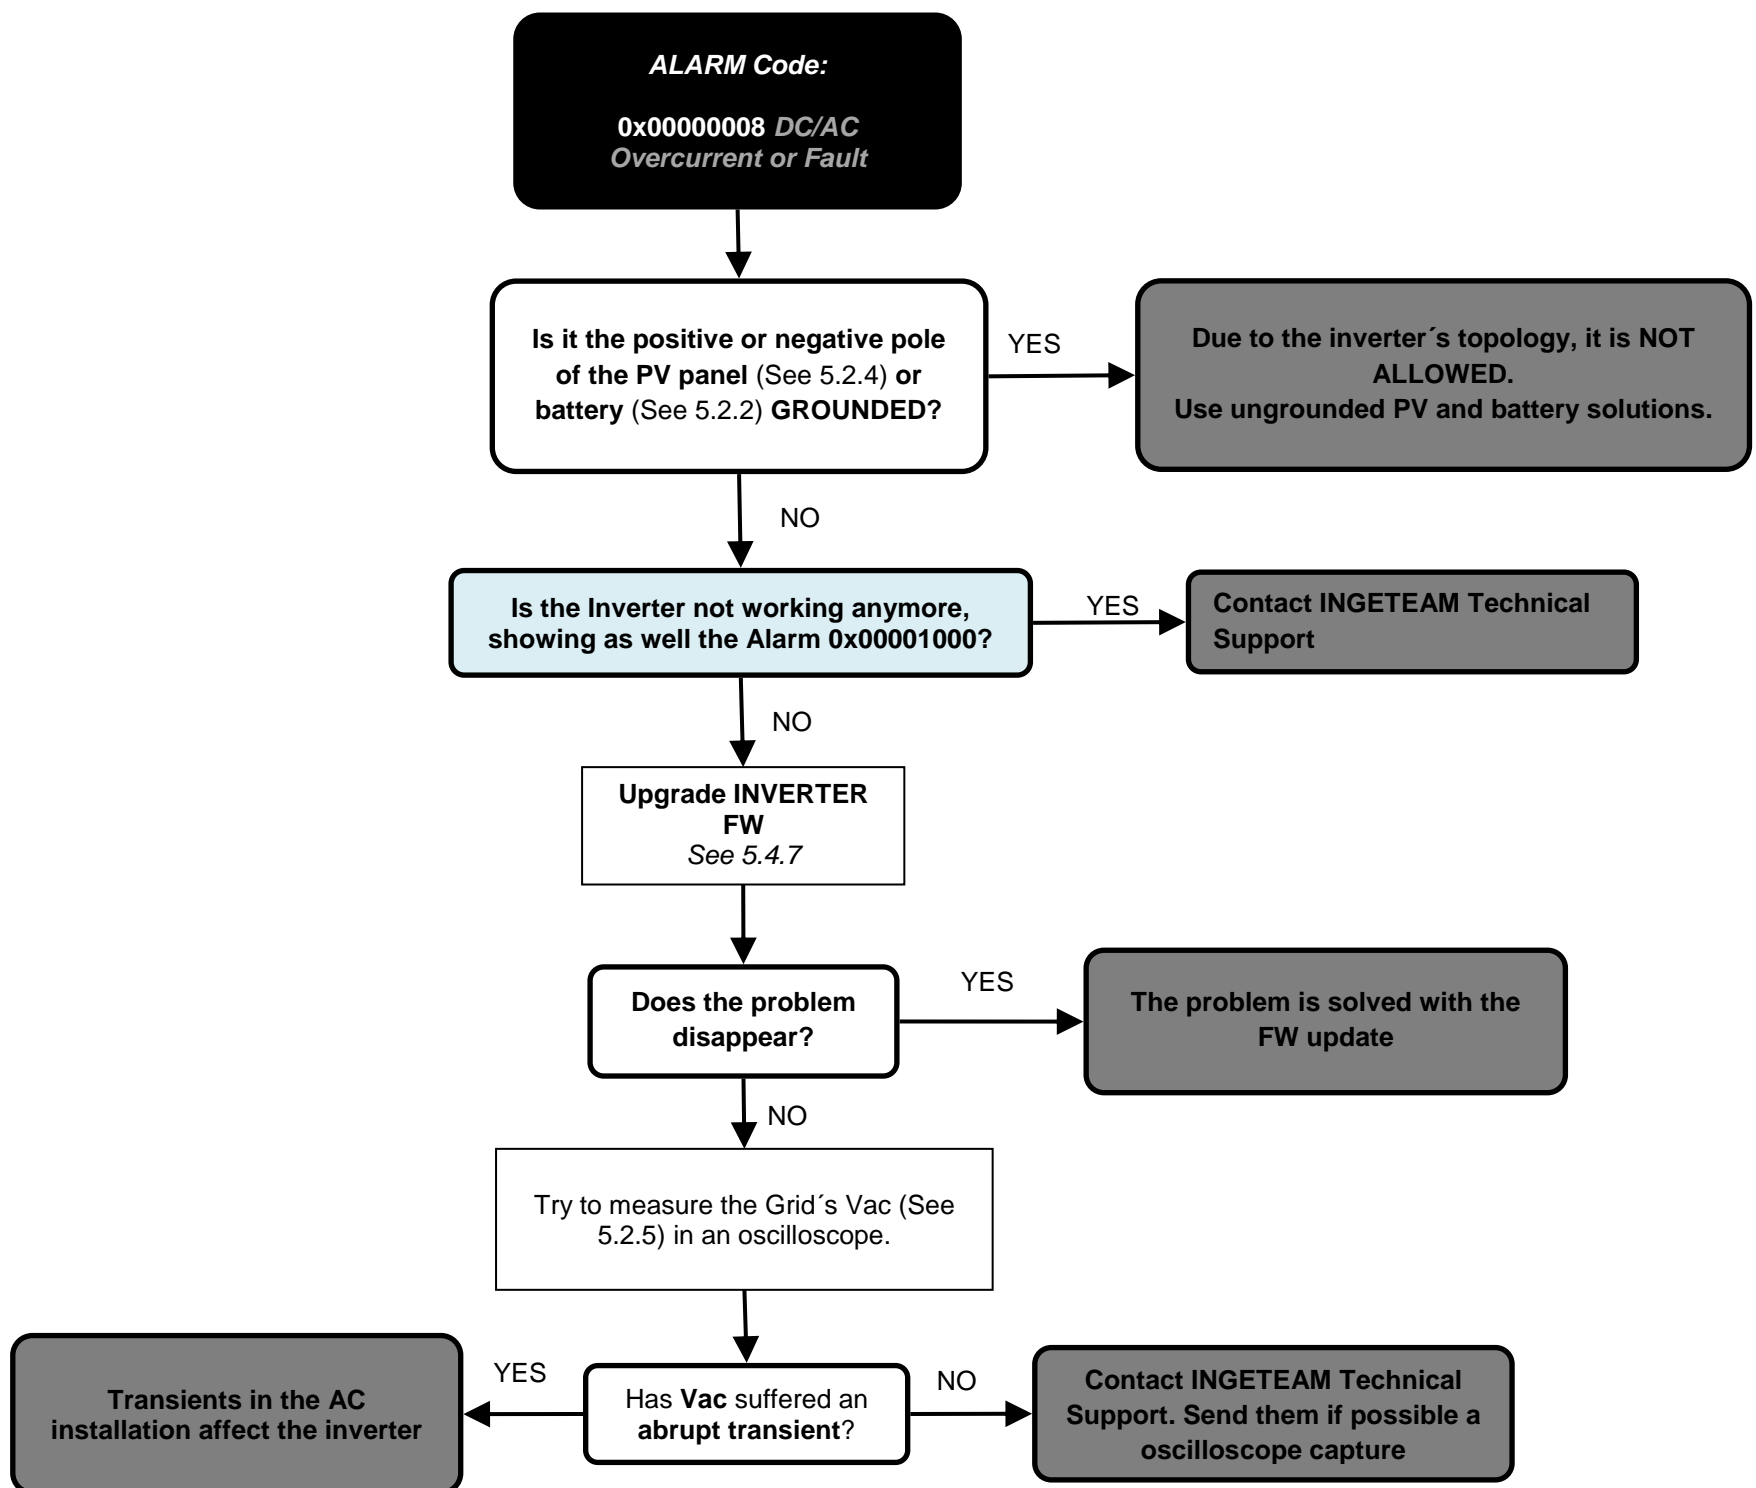 ALARM Code:
0x00000008 DC/AC
Overcurrent or Fault
Is it the positive or negative pole
of the PV panel (See 5.2.4) or
battery (See 5.2.2) GROUNDED?
YES
Due to the inverter´s topology, it is NOT
ALLOWED.
Use ungrounded PV and battery solutions.
NO
Is the Inverter not working anymore,
showing as well the Alarm 0x00001000?
YES
Contact INGETEAM Technical
Support
NO
Upgrade INVERTER
FW
See 5.4.7
Does the problem
disappear?
YES
The problem is solved with the
FW update
NO
Try to measure the Grid´s Vac (See
5.2.5) in an oscilloscope.
Has Vac suffered an
abrupt transient?
YES
Transients in the AC
installation affect the inverter
NO
Contact INGETEAM Technical
Support. Send them if possible a
oscilloscope capture